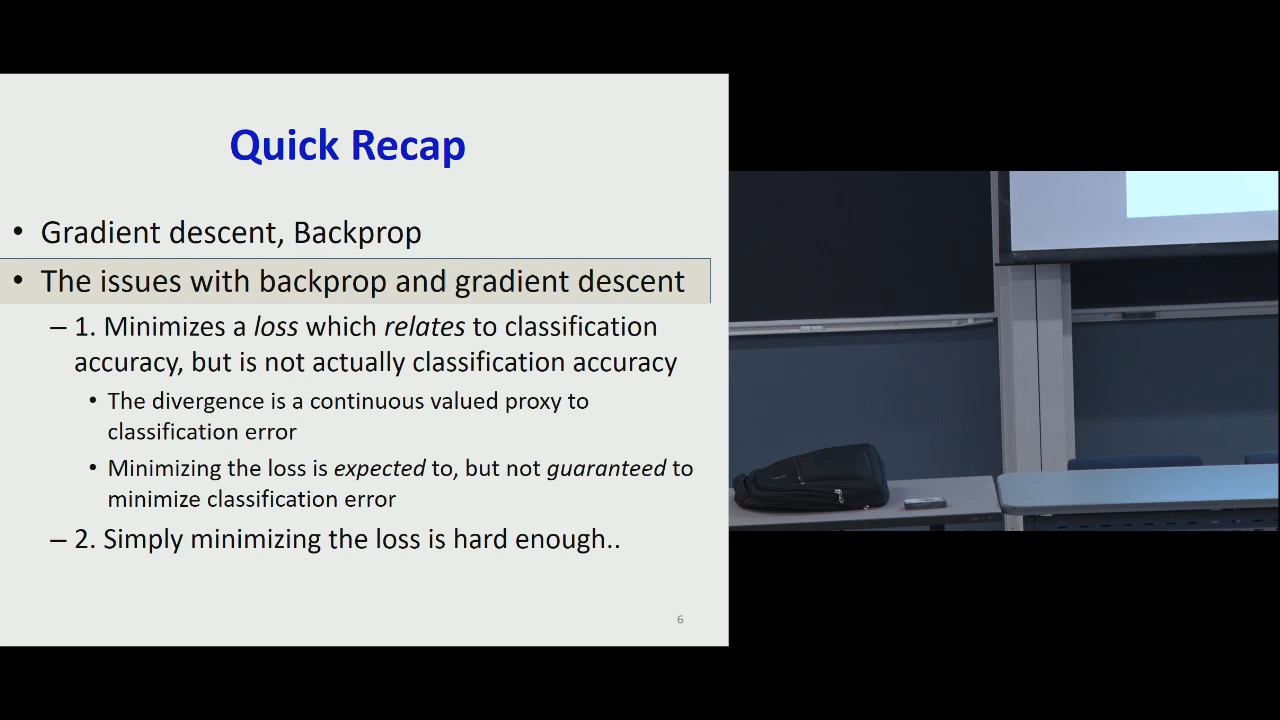 Quick Recap
• Gradient descent, Backprop
• The issues with backprop and gradient descent
– 1. Minimizes a loss which relates to classification
accuracy, but is not actually classification accuracy
• The divergence is a continuous valued proxy to
classification error
• Minimizing the loss is expected to, but not guaranteed to
minimize classification error
– 2. Simply minimizing the loss is hard enough..
6